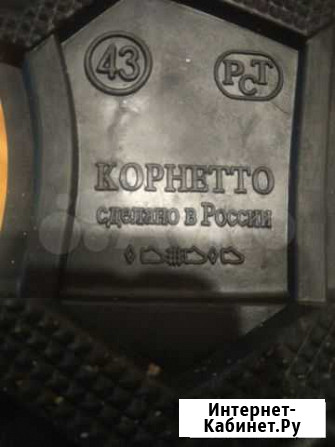 43 РСТ
КОРНЕТТО
сделано в России
Интернет-
Кабинет.Ру